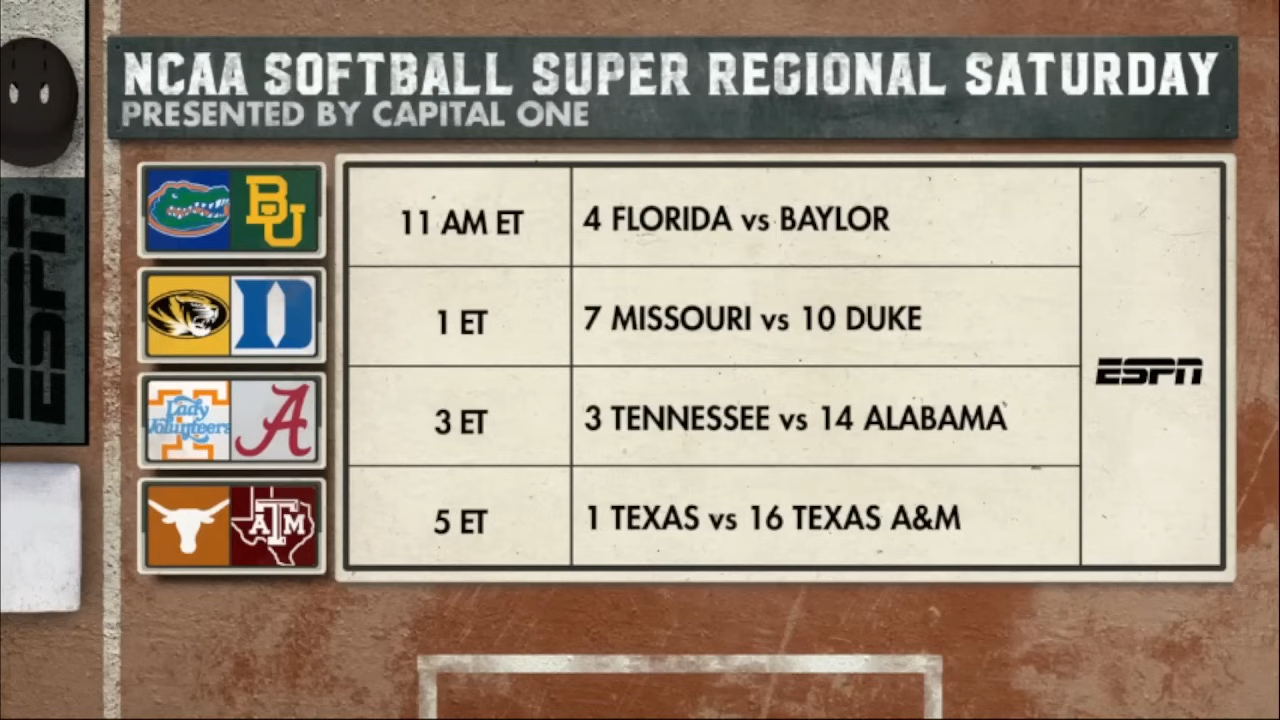 NCAA SOFTBALL SUPER REGIONAL SATURDAY
PRESENTED BY CAPITAL ONE
ESPN
BU
11 AM ET
4 FLORIDA vs BAYLOR
D
1 ET
7 MISSOURI vs 10 DUKE
Lady
Volunteers
T
A
3 ET
3 TENNESSEE vs 14 ALABAMA
ATM
5 ET
1 TEXAS vs 16 TEXAS A&M
ESPN